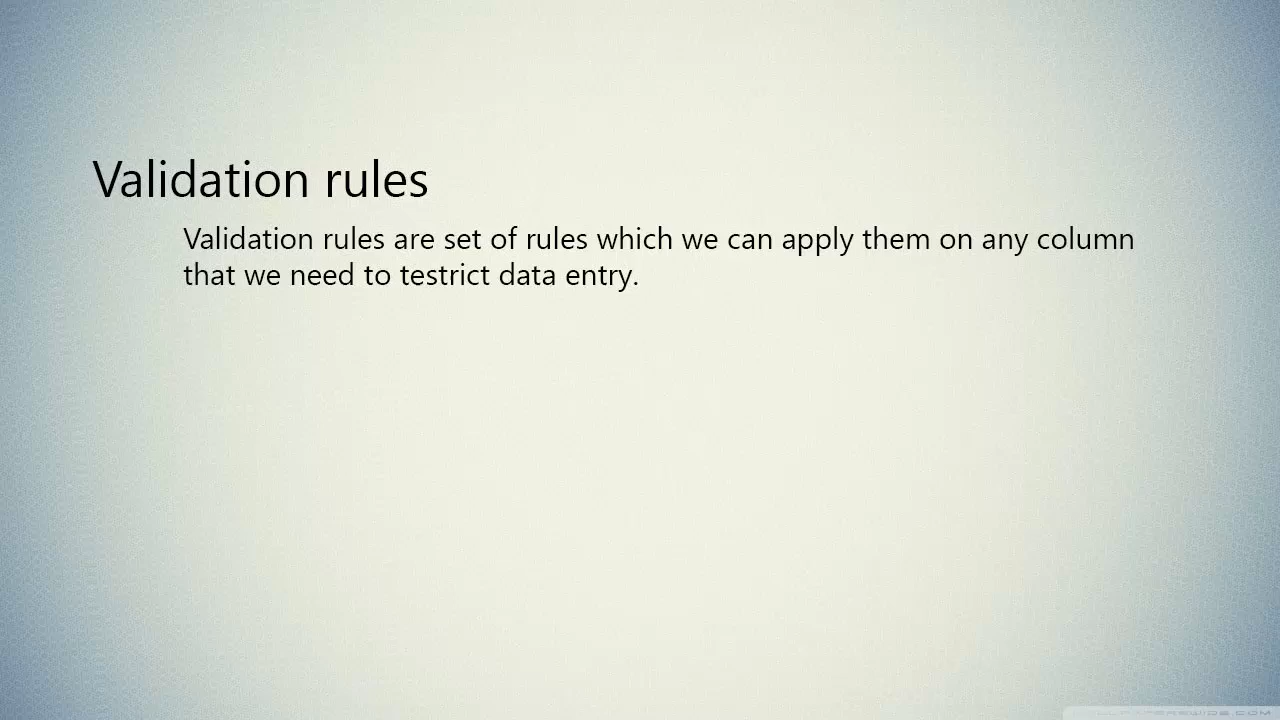 Validation rules
Validation rules are set of rules which we can apply them on any column
that we need to testrict data entry.